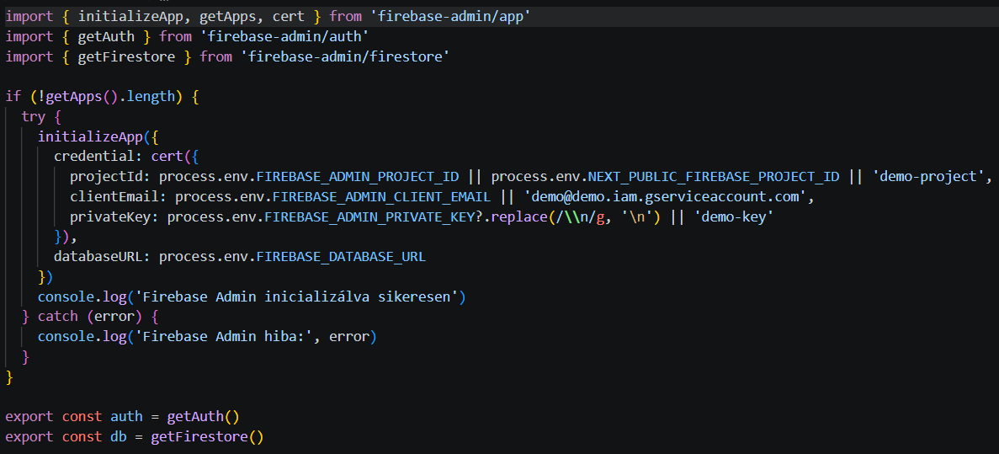 import { initializeApp, getApps, cert } from 'firebase-admin/app'
import { getAuth } from 'firebase-admin/auth'
import { getFirestore } from 'firebase-admin/firestore'

if (!getApps().length) {
  try {
    initializeApp({
      credential: cert({
        projectId: process.env.FIREBASE_ADMIN_PROJECT_ID || process.env.NEXT_PUBLIC_FIREBASE_PROJECT_ID || 'demo-project',
        clientEmail: process.env.FIREBASE_ADMIN_CLIENT_EMAIL || 'demo@demo.iam.gserviceaccount.com',
        privateKey: process.env.FIREBASE_ADMIN_PRIVATE_KEY?.replace(/\\n/g, '\n') || 'demo-key'
      }),
      databaseURL: process.env.FIREBASE_DATABASE_URL
    })
    console.log('Firebase Admin inicializálva sikeresen')
  } catch (error) {
    console.log('Firebase Admin hiba:', error)
  }
}

export const auth = getAuth()
export const db = getFirestore()